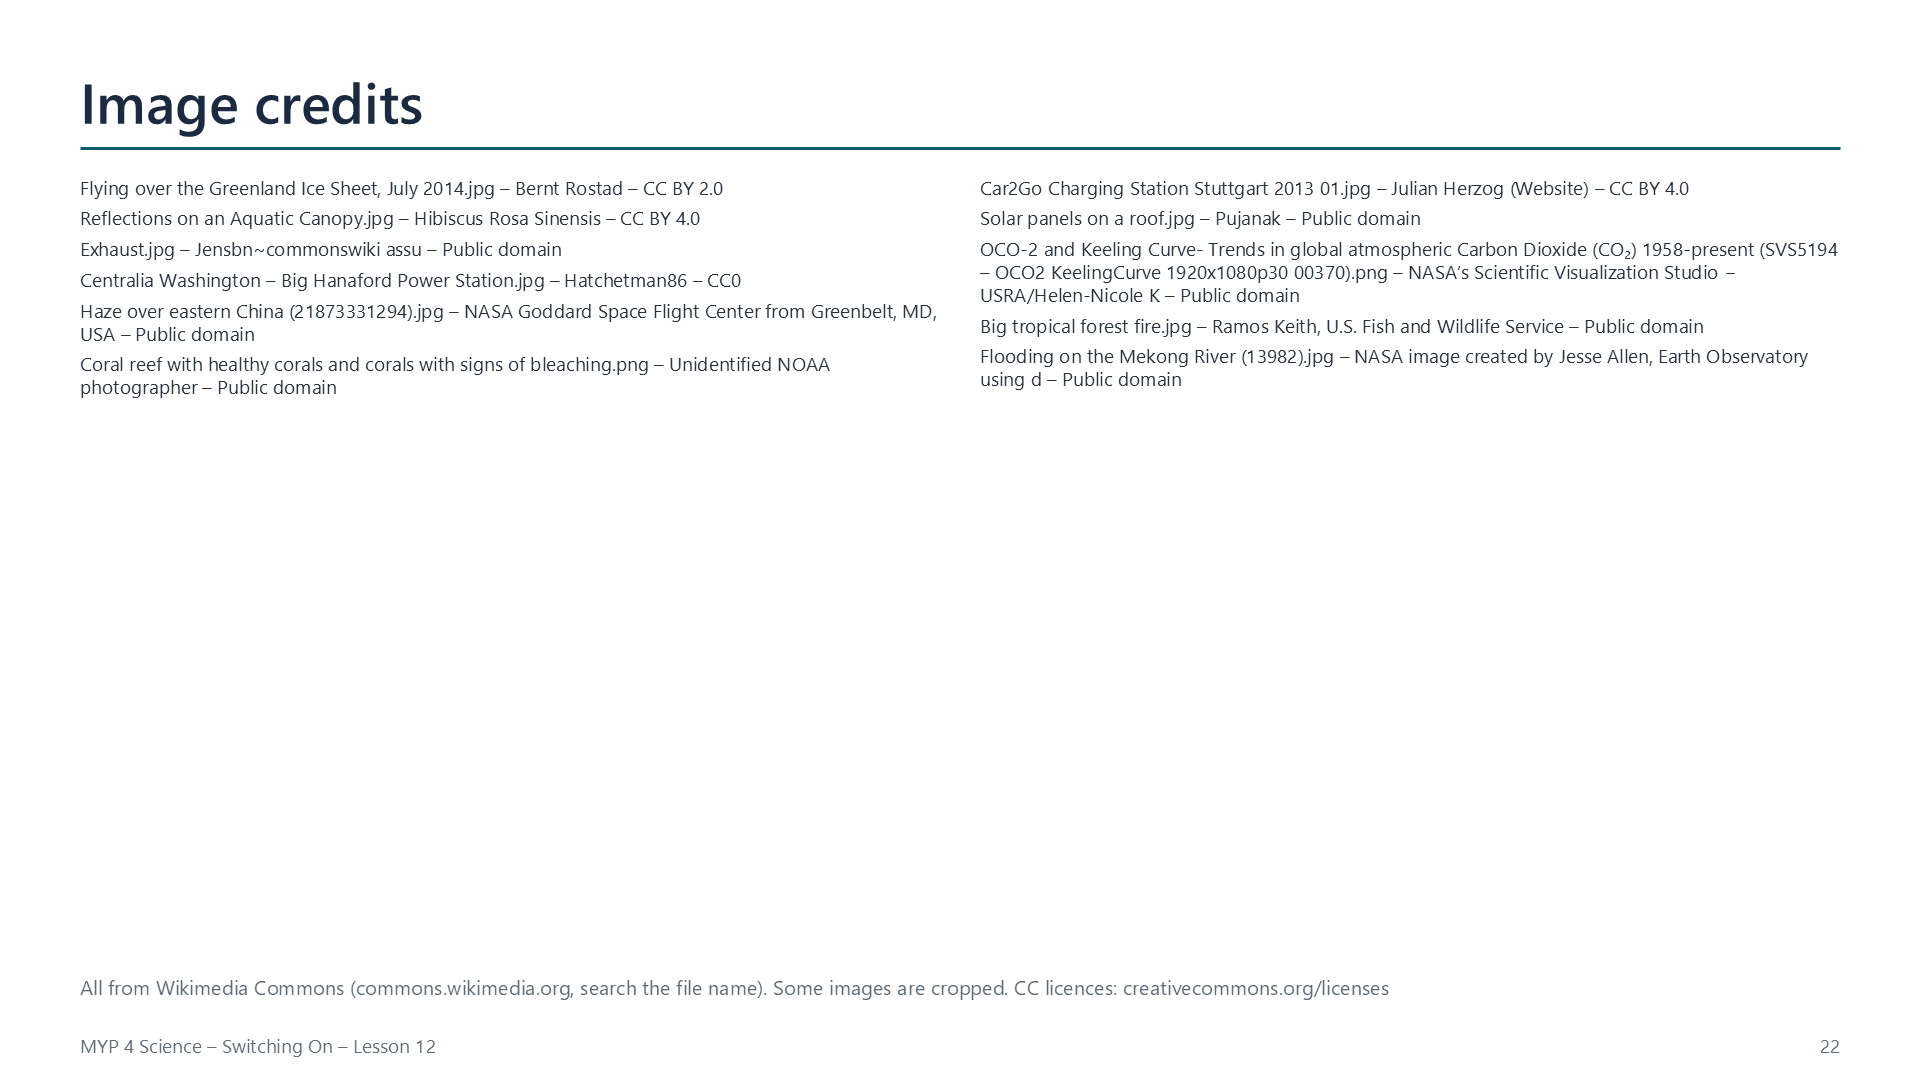 Image credits
Flying over the Greenland Ice Sheet, July 2014.jpg – Bernt Rostad – CC BY 2.0
Reflections on an Aquatic Canopy.jpg – Hibiscus Rosa Sinensis – CC BY 4.0
Exhaust.jpg – Jensbn~commonswiki assu – Public domain
Centralia Washington – Big Hanaford Power Station.jpg – Hatchetman86 – CC0
Haze over eastern China (21873331294).jpg – NASA Goddard Space Flight Center from Greenbelt, MD,
USA – Public domain
Coral reef with healthy corals and corals with signs of bleaching.png – Unidentified NOAA
photographer – Public domain
Car2Go Charging Station Stuttgart 2013 01.jpg – Julian Herzog (Website) – CC BY 4.0
Solar panels on a roof.jpg – Pujanak – Public domain
OCO-2 and Keeling Curve- Trends in global atmospheric Carbon Dioxide (CO₂) 1958-present (SVS5194
– OCO2 KeelingCurve 1920x1080p30 00370).png – NASA's Scientific Visualization Studio –
USRA/Helen-Nicole K – Public domain
Big tropical forest fire.jpg – Ramos Keith, U.S. Fish and Wildlife Service – Public domain
Flooding on the Mekong River (13982).jpg – NASA image created by Jesse Allen, Earth Observatory
using d – Public domain
All from Wikimedia Commons (commons.wikimedia.org, search the file name). Some images are cropped. CC licences: creativecommons.org/licenses
MYP 4 Science – Switching On – Lesson 12
22